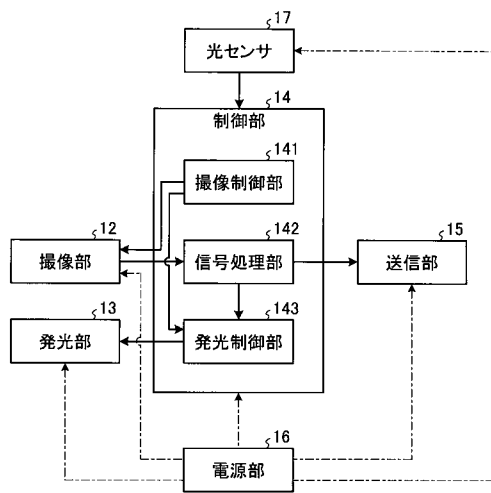 17
光センサ
14
制御部
141
撮像制御部
12
撮像部
142
信号処理部
15
送信部
13
発光部
143
発光制御部
16
電源部